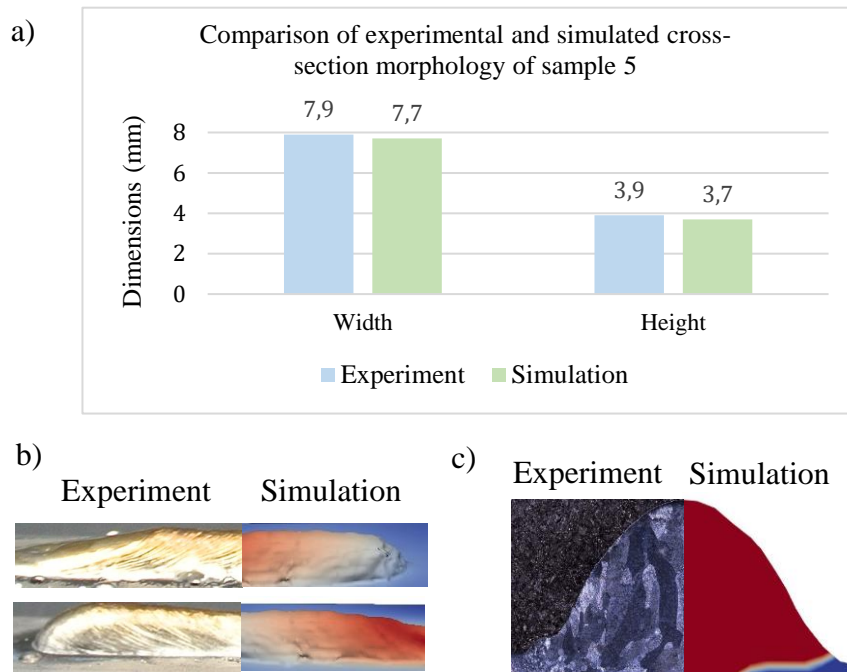 a)
Comparison of experimental and simulated cross-
section morphology of sample 5
7,9
7,7
3,9
3,7
8
6
4
2
0
Dimensions (mm)
Width
Height
Experiment
Simulation
b)
Experiment
Simulation
c)
Experiment
Simulation